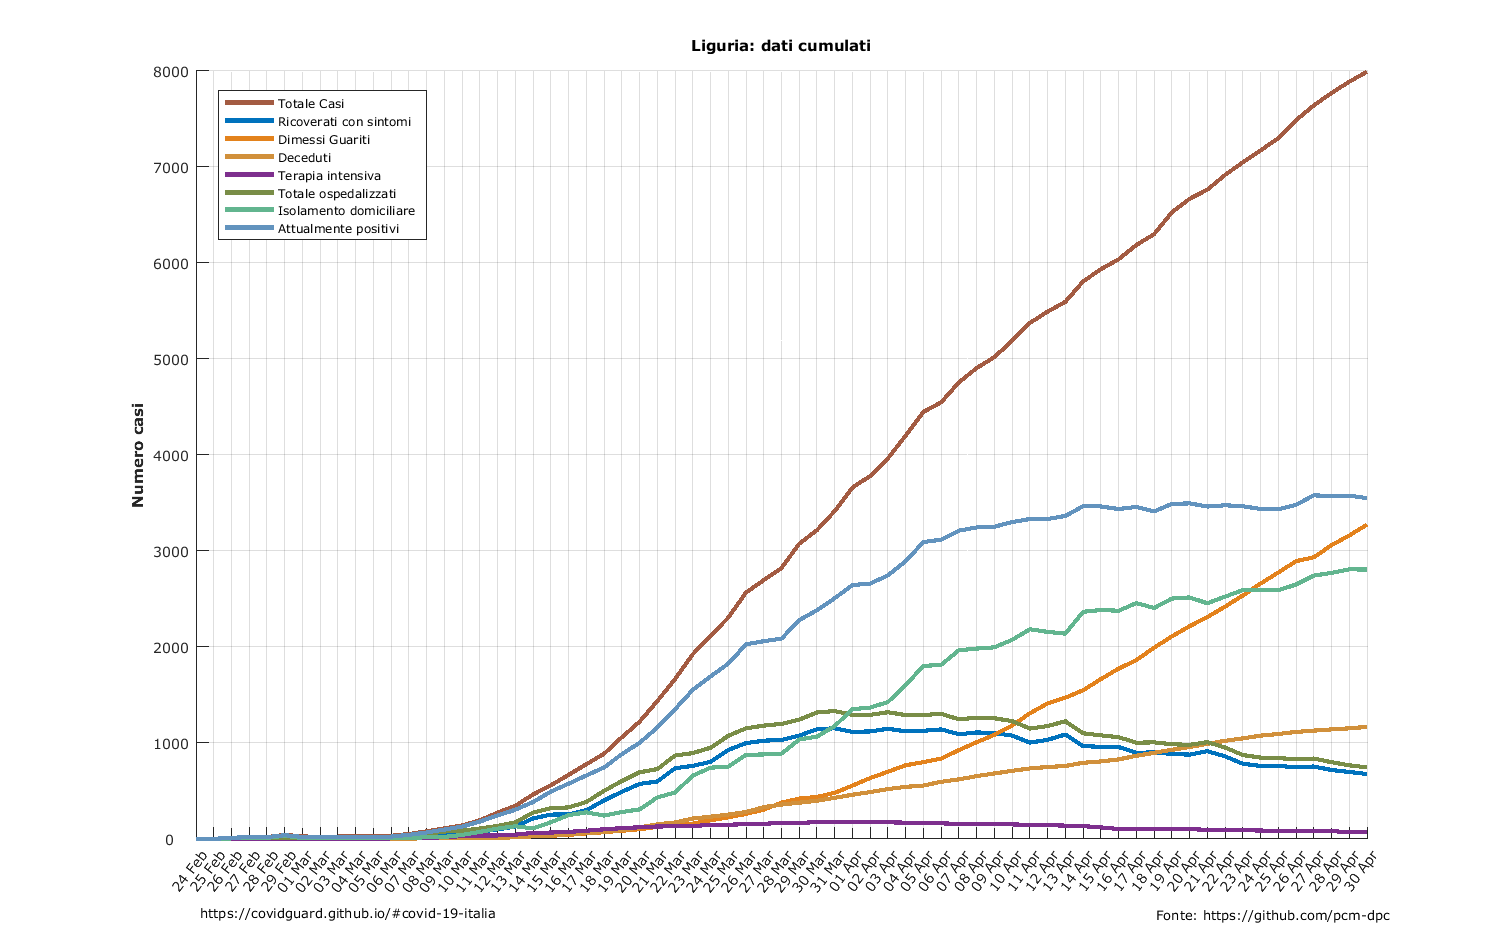 Liguria: dati cumulati
8000
7000
6000
5000
4000
3000
2000
1000
0
Numero casi
Totale Casi
Ricoverati con sintomi
Dimessi Guariti
Deceduti
Terapia intensiva
Totale ospedalizzati
Isolamento domiciliare
Attualmente positivi
24 Feb
25 Feb
26 Feb
27 Feb
28 Feb
29 Feb
01 Mar
02 Mar
03 Mar
04 Mar
05 Mar
06 Mar
07 Mar
08 Mar
09 Mar
10 Mar
11 Mar
12 Mar
13 Mar
14 Mar
15 Mar
16 Mar
17 Mar
18 Mar
19 Mar
20 Mar
21 Mar
22 Mar
23 Mar
24 Mar
25 Mar
26 Mar
27 Mar
28 Mar
29 Mar
30 Mar
31 Mar
01 Apr
02 Apr
03 Apr
04 Apr
05 Apr
06 Apr
07 Apr
08 Apr
09 Apr
10 Apr
11 Apr
12 Apr
13 Apr
14 Apr
15 Apr
16 Apr
17 Apr
18 Apr
19 Apr
20 Apr
21 Apr
22 Apr
23 Apr
24 Apr
25 Apr
26 Apr
27 Apr
28 Apr
29 Apr
30 Apr
https://covidguard.github.io/#covid-19-italia
Fonte: https://github.com/pcm-dpc